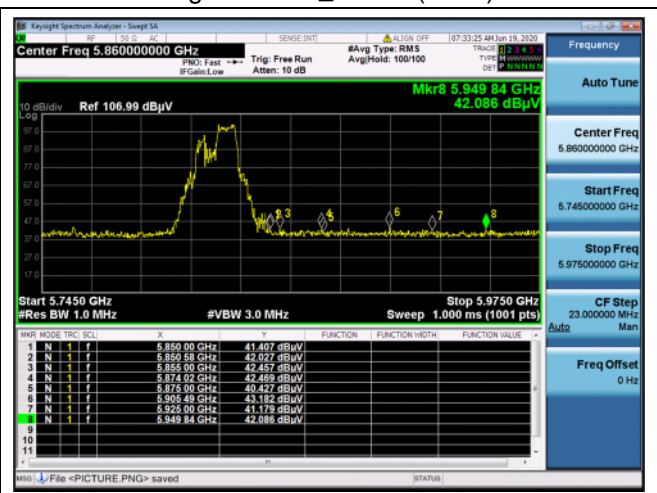 Keysight Spectrum Analyzer - Swept SA
RF 50 Ω AC SENSE:INT ALIGN OFF 07:33:25 AM Jun 19, 2020
Center Freq 5.860000000 GHz #Avg Type: RMS TRACE 1 2 3 4 5 6 Frequency
PNO: Fast Trig: Free Run Avg|Hold: 100/100 TYPE M WWWWW
IFGain:Low Atten: 10 dB DET P N N N N N
Mkr8 5.949 84 GHz
42.086 dBµV
10 dB/div Ref 106.99 dBµV
Log
97.0
87.0
77.0
67.0
57.0
47.0
37.0
27.0
17.0
2 3 4 5 6 7 8
Start 5.7450 GHz Stop 5.9750 GHz
#Res BW 1.0 MHz #VBW 3.0 MHz Sweep 1.000 ms (1001 pts)
MKR MODE TRC SCL X Y FUNCTION FUNCTION WIDTH FUNCTION VALUE
1 N 1 f 5.850 00 GHz 41.407 dBµV
2 N 1 f 5.850 58 GHz 42.027 dBµV
3 N 1 f 5.855 00 GHz 42.457 dBµV
4 N 1 f 5.874 02 GHz 42.469 dBµV
5 N 1 f 5.875 00 GHz 40.427 dBµV
6 N 1 f 5.905 49 GHz 43.182 dBµV
7 N 1 f 5.925 00 GHz 41.179 dBµV
8 N 1 f 5.949 84 GHz 42.086 dBµV
9
10
11
MSG File <PICTURE.PNG> saved STATUS
Auto Tune
Center Freq
5.860000000 GHz
Start Freq
5.745000000 GHz
Stop Freq
5.975000000 GHz
CF Step
23.000000 MHz
Auto Man
Freq Offset
0 Hz